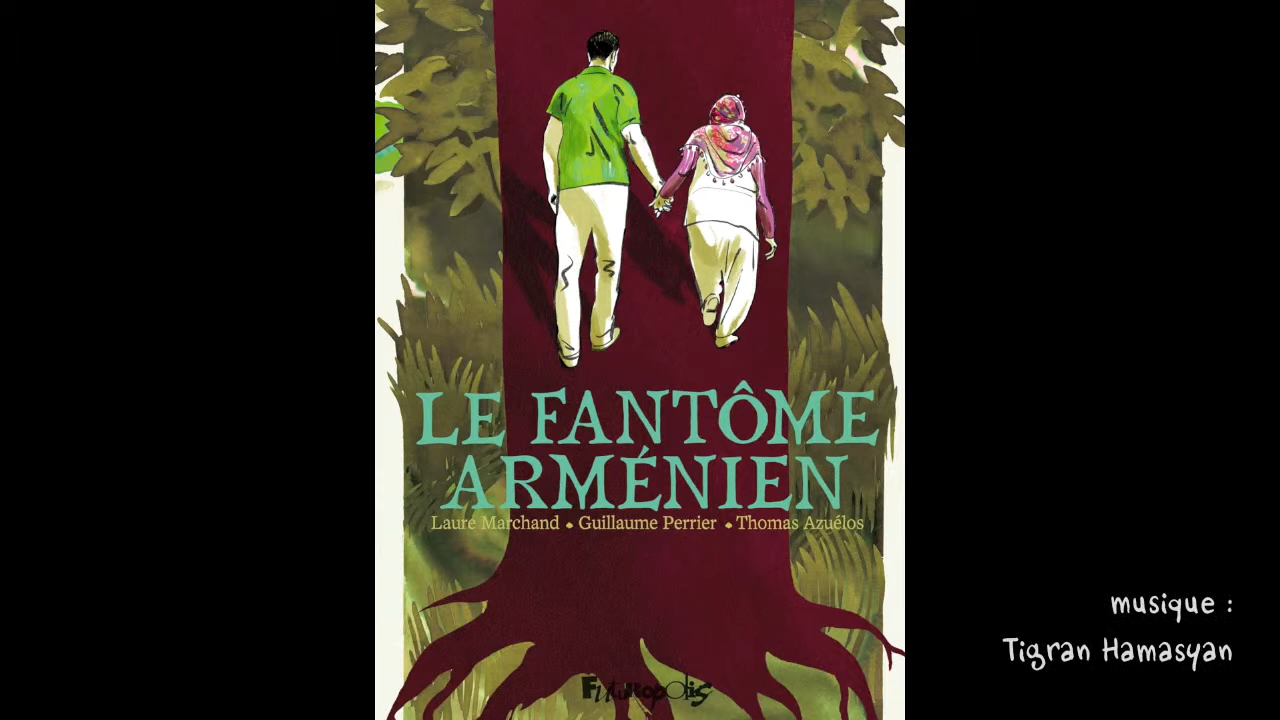 LE FANTÔME
ARMÉNIEN
Laure Marchand ♠ Guillaume Perrier ♠ Thomas Azuélos
Futuropolis
musique :
Tigran Hamasyan